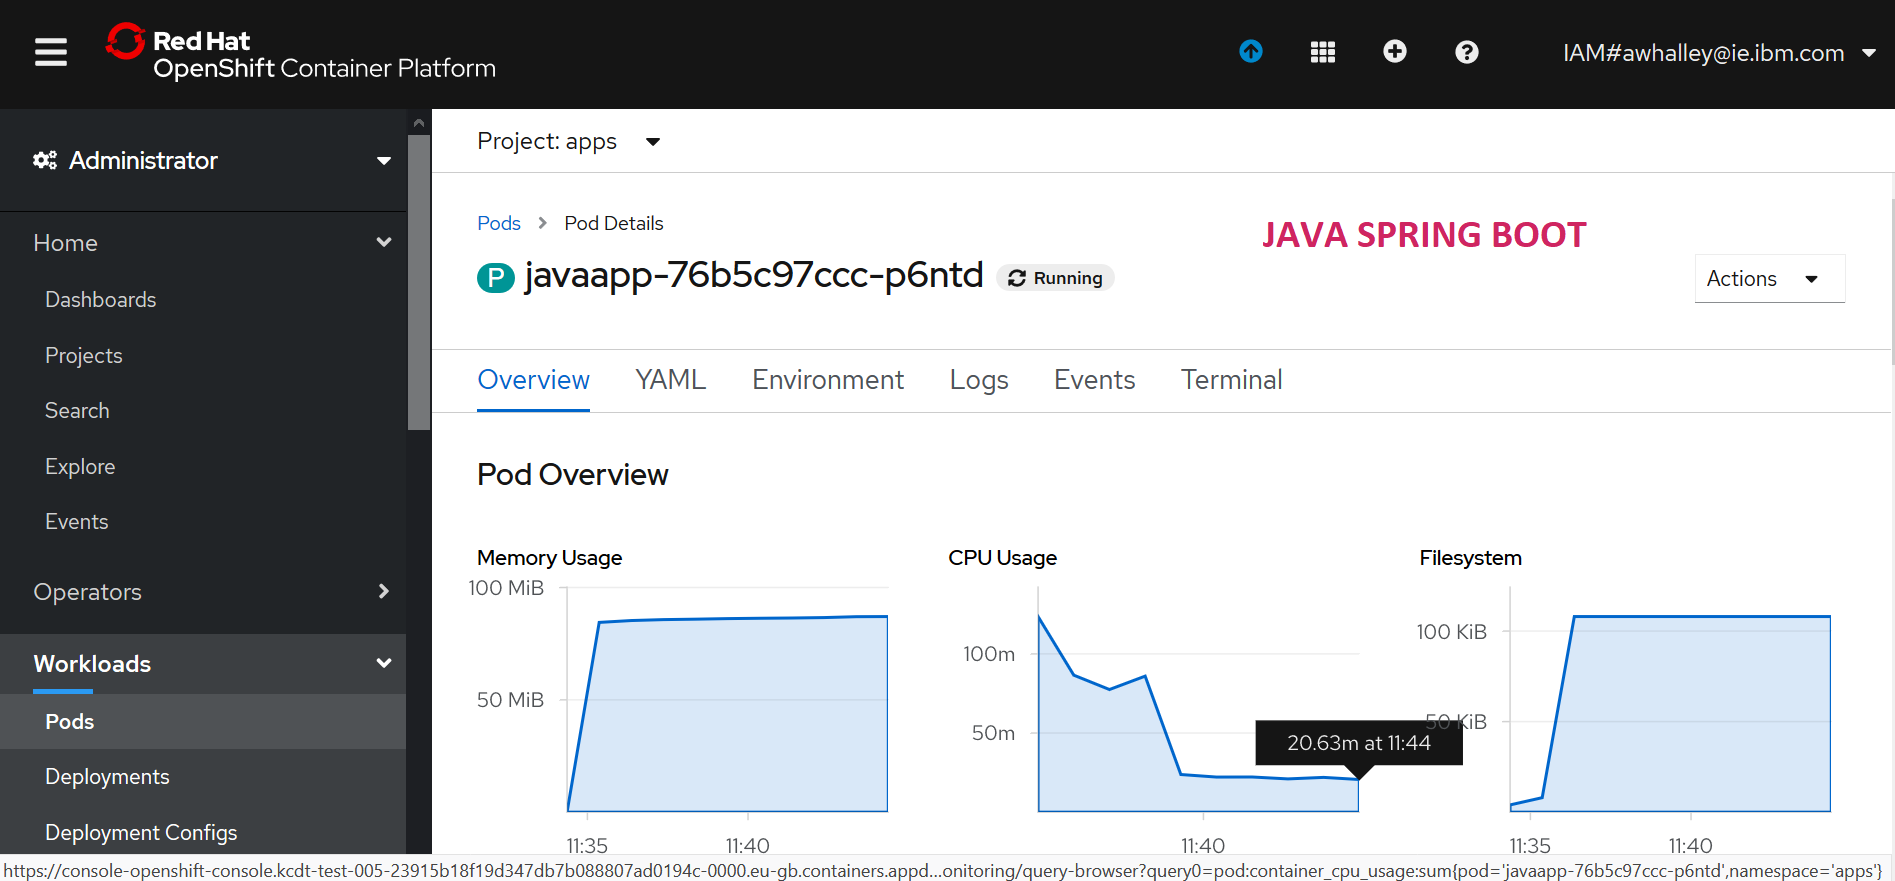 Red Hat
OpenShift Container Platform
IAM#awhalley@ie.ibm.com
Administrator
Home
Dashboards
Projects
Search
Explore
Events
Operators
Workloads
Pods
Deployments
Deployment Configs
Project: apps
Pods > Pod Details
JAVA SPRING BOOT
P javaapp-76b5c97ccc-p6ntd Running
Actions
Overview YAML Environment Logs Events Terminal
Pod Overview
Memory Usage
100 MiB
50 MiB
11:35 11:40
CPU Usage
100m
50m
20.63m at 11:44
11:40
Filesystem
100 KiB
50 KiB
11:35 11:40
https://console-openshift-console.kcdt-test-005-23915b18f19d347db7b088807ad0194c-0000.eu-gb.containers.appd...onitoring/query-browser?query0=pod:container_cpu_usage:sum{pod='javaapp-76b5c97ccc-p6ntd',namespace='apps'}